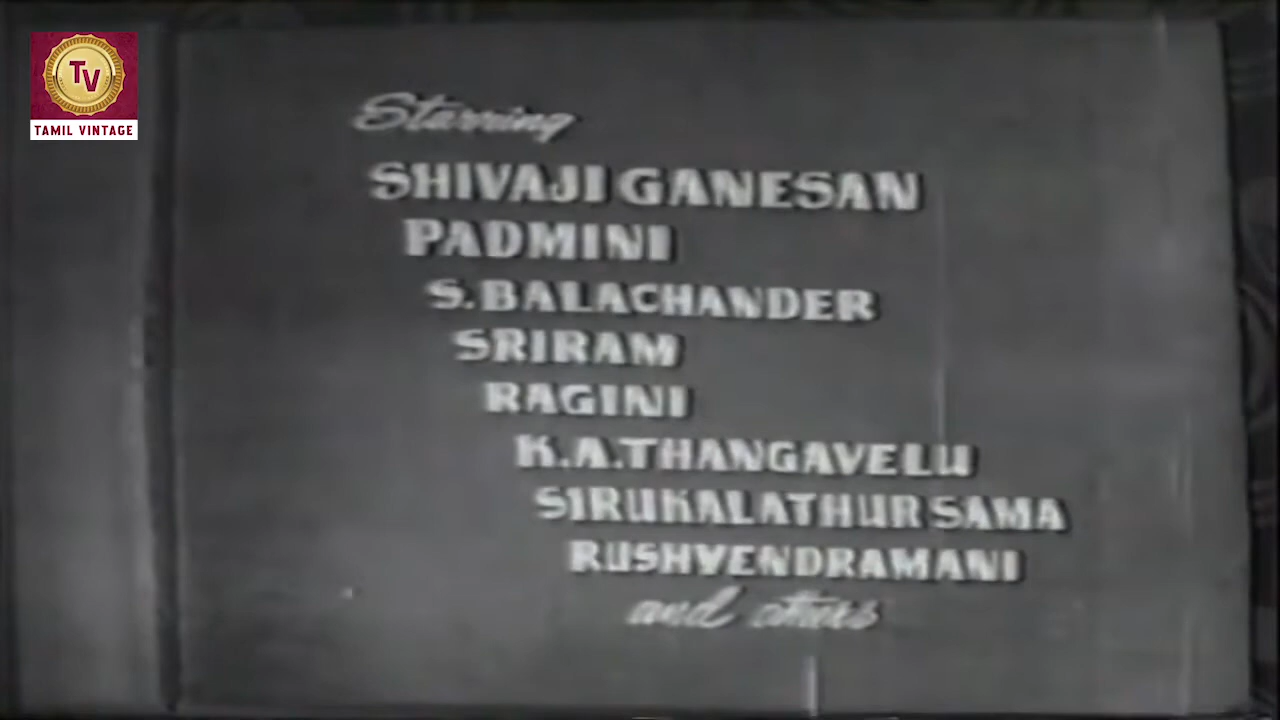 TV
TAMIL VINTAGE
Starring
SHIVAJI GANESAN
PADMINI
S. BALACHANDER
SRIRAM
RAGINI
K.A. THANGAVELU
SIRUKALATHUR SAMA
RUSHYENDRAMANI
and others